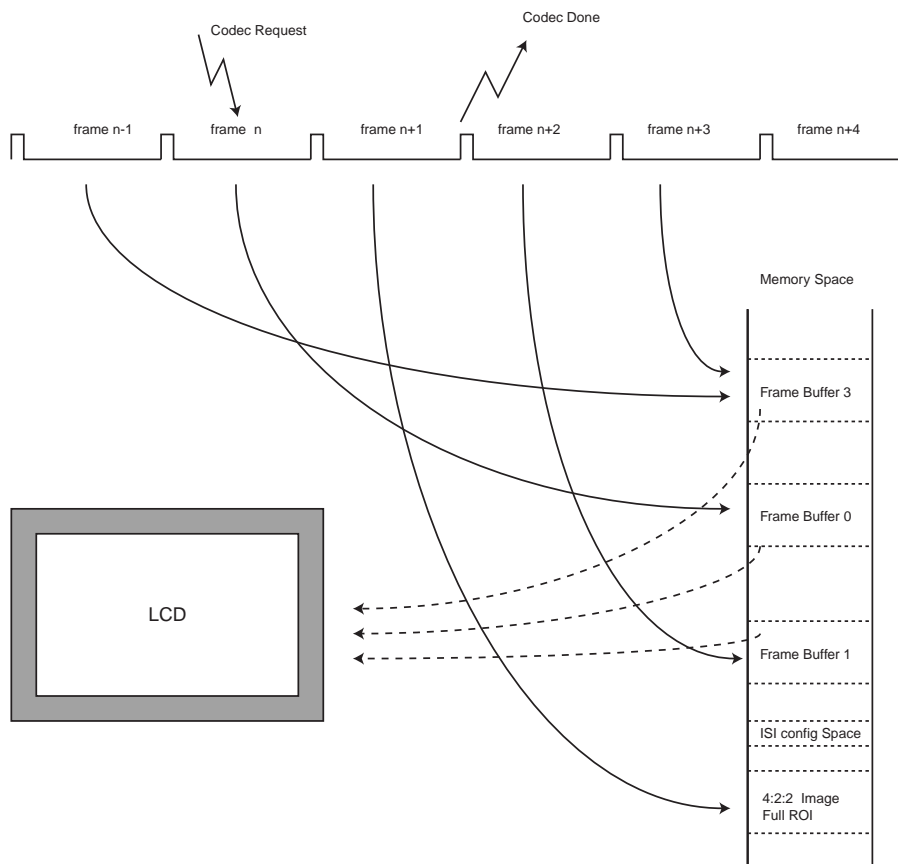 Codec Request
Codec Done
frame n-1
frame n
frame n+1
frame n+2
frame n+3
frame n+4
Memory Space
Frame Buffer 3
Frame Buffer 0
LCD
Frame Buffer 1
ISI config Space
4:2:2 Image
Full ROI